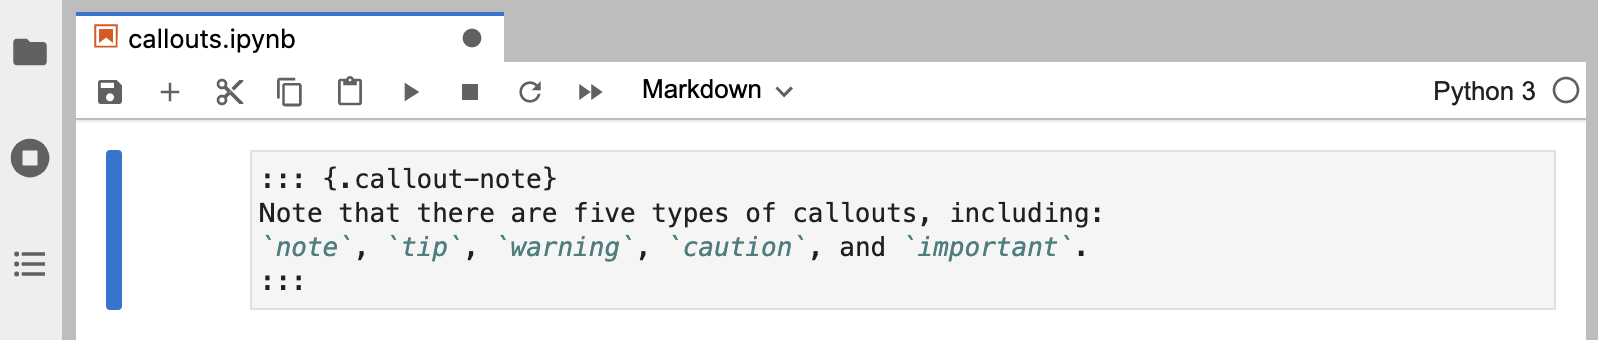 callouts.ipynb
Markdown
Python 3
::: {.callout-note}
Note that there are five types of callouts, including:
`note`, `tip`, `warning`, `caution`, and `important`.
:::